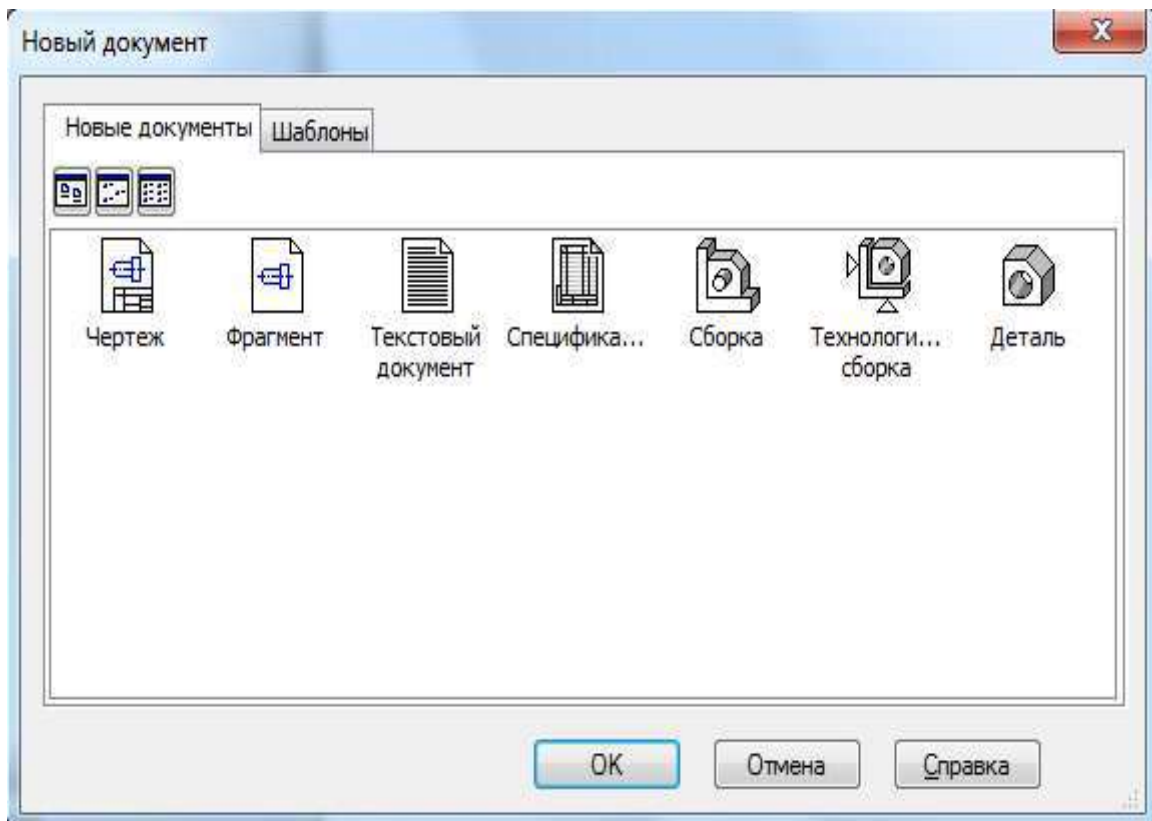 Новый документ
Новые документы Шаблоны
Чертеж Фрагмент Текстовый документ Специфика... Сборка Технологи... сборка Деталь
OK Отмена Справка